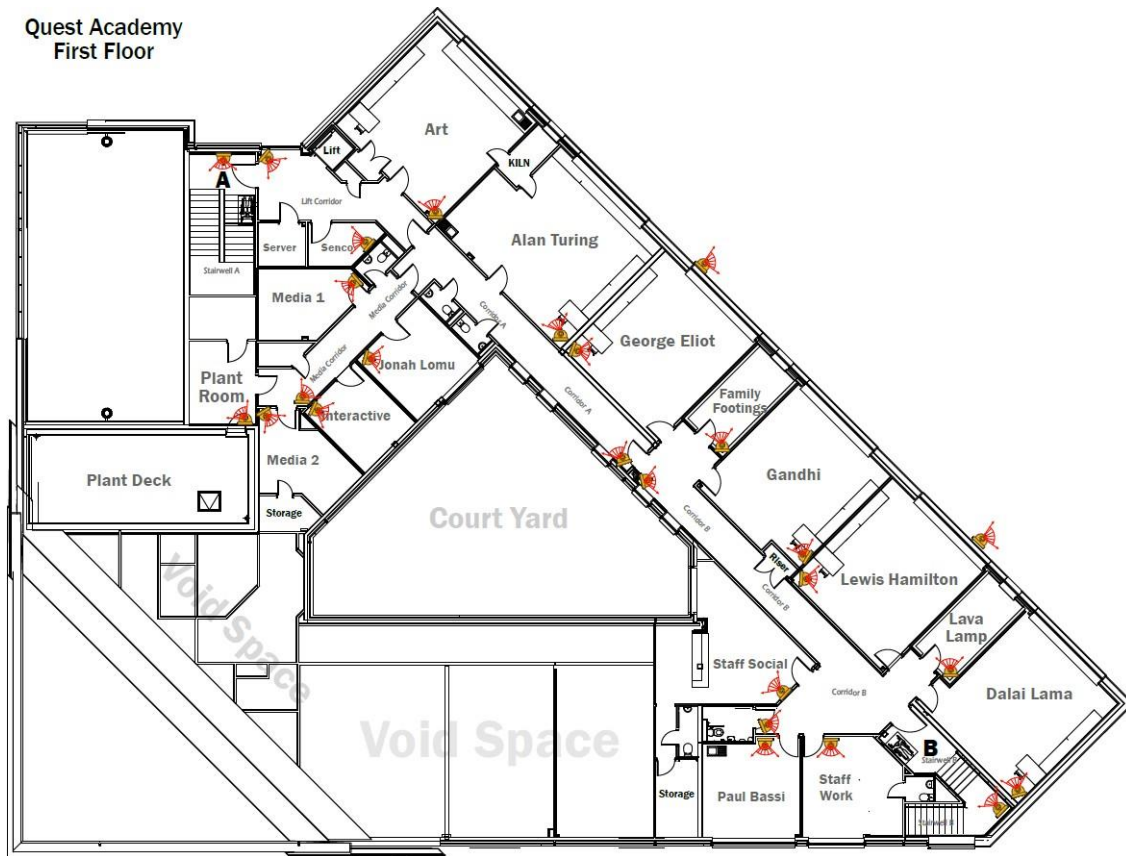 Quest Academy
First Floor
Art
Lift
KILN
A
Lift Corridor
Server
Senco
Alan Turing
Stairwell A
Media 1
Media Corridor
Corridor A
George Eliot
Media Corridor
Jonah Lomu
Plant
Room
Interactive
Corridor A
Family
Footings
Media 2
Gandhi
Plant Deck
Storage
Court Yard
Corridor B
Riser
Lewis Hamilton
Void Space
Corridor B
Lava
Lamp
Staff Social
Corridor B
Dalai Lama
Void Space
B
Stairwell B
Storage
Paul Bassi
Staff
Work
Stairwell B